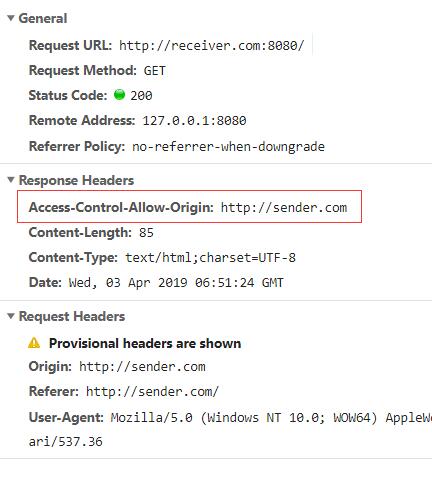 General
Request URL: http://receiver.com:8080/
Request Method: GET
Status Code: 200
Remote Address: 127.0.0.1:8080
Referrer Policy: no-referrer-when-downgrade
Response Headers
Access-Control-Allow-Origin: http://sender.com
Content-Length: 85
Content-Type: text/html;charset=UTF-8
Date: Wed, 03 Apr 2019 06:51:24 GMT
Request Headers
Provisional headers are shown
Origin: http://sender.com
Referer: http://sender.com/
User-Agent: Mozilla/5.0 (Windows NT 10.0; WOW64) AppleWe
ari/537.36